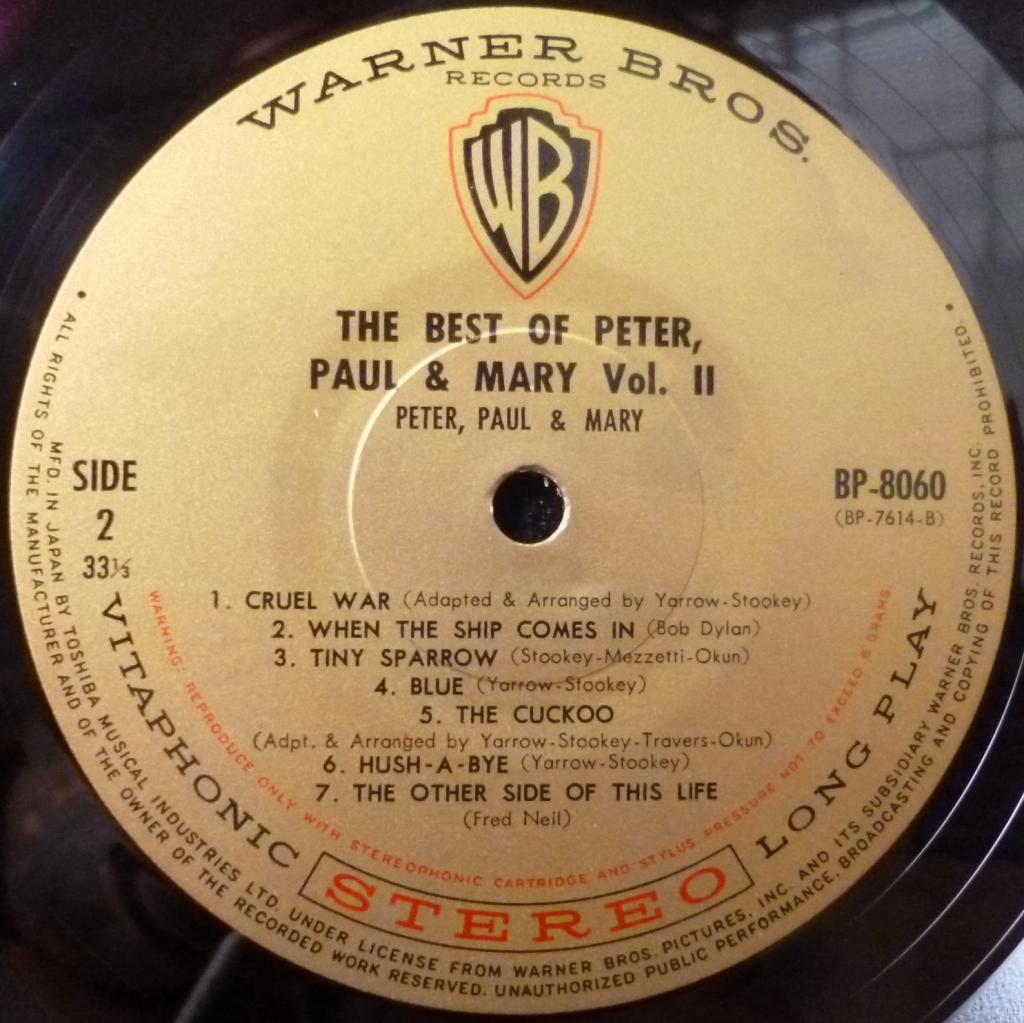 WARNER BROS.
RECORDS
WB
THE BEST OF PETER,
PAUL & MARY Vol. II
PETER, PAUL & MARY
SIDE
2
33⅓
BP-8060
(BP-7614-B)
1. CRUEL WAR (Adapted & Arranged by Yarrow-Stookey)
2. WHEN THE SHIP COMES IN (Bob Dylan)
3. TINY SPARROW (Stookey-Mezzetti-Okun)
4. BLUE (Yarrow-Stookey)
5. THE CUCKOO
(Adpt. & Arranged by Yarrow-Stookey-Travers-Okun)
6. HUSH-A-BYE (Yarrow-Stookey)
7. THE OTHER SIDE OF THIS LIFE
(Fred Neil)
WARNING: REPRODUCE ONLY WITH STEREOPHONIC CARTRIDGE AND STYLUS PRESSURE NOT TO EXCEED 6 GRAMS.
VITAPHONIC STEREO LONG PLAY
MFD. IN JAPAN BY TOSHIBA MUSICAL INDUSTRIES LTD. UNDER LICENSE FROM WARNER BROS. PICTURES, INC. AND ITS SUBSIDIARY WARNER BROS. RECORDS, INC.
• ALL RIGHTS OF THE MANUFACTURER AND OF THE OWNER OF THE RECORDED WORK RESERVED. UNAUTHORIZED PUBLIC PERFORMANCE, BROADCASTING AND COPYING OF THIS RECORD PROHIBITED. •